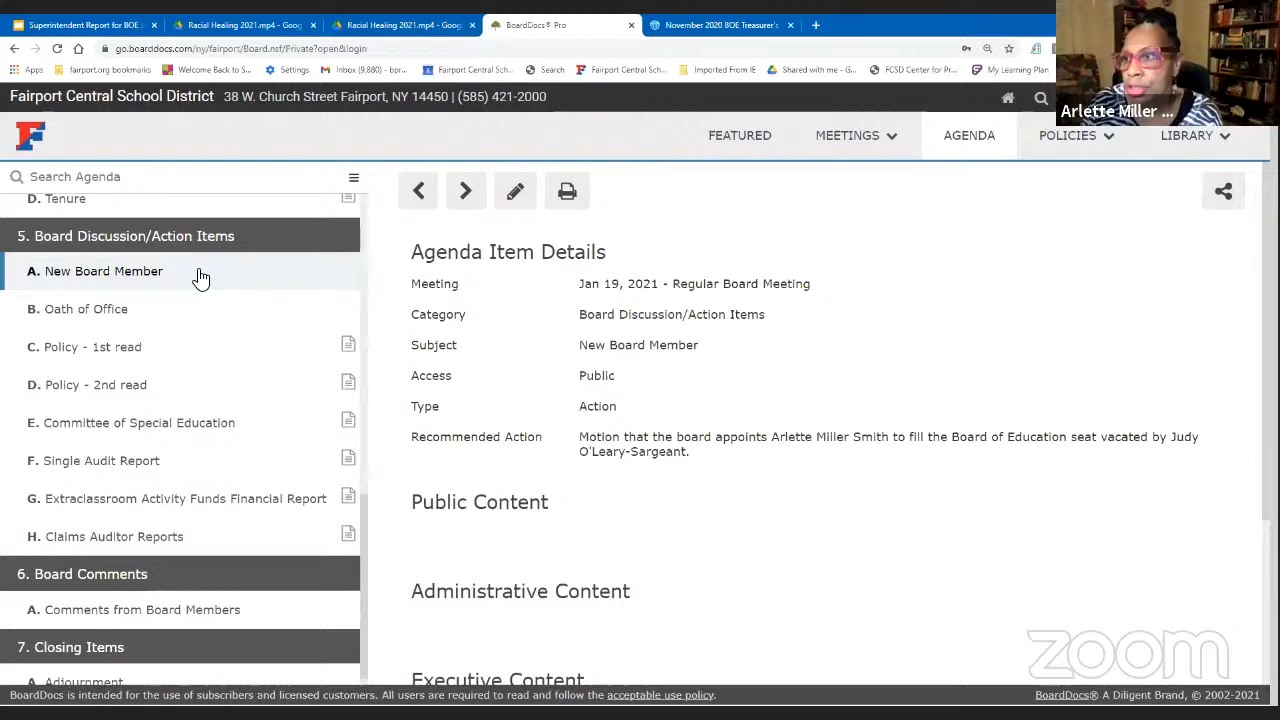 Superintendent Report for BOE
Racial Healing 2021.mp4 - Goog
Racial Healing 2021.mp4 - Goog
BoardDocs® Pro
November 2020 BOE Treasurer's
go.boarddocs.com/ny/fairport/Board.nsf/Private?open&login
Apps
fairport.org bookmarks
Welcome Back to S...
Settings
Inbox (9,880) - bpr...
Fairport Central Sch...
Search
Fairport Central Sch...
Imported From IE
Shared with me - G...
FCSD Center for Pr...
My Learning Plan
Arlette Miller ...
Fairport Central School District 38 W. Church Street Fairport, NY 14450 | (585) 421-2000
F
FEATURED
MEETINGS
AGENDA
POLICIES
LIBRARY
Search Agenda
D. Tenure
5. Board Discussion/Action Items
A. New Board Member
B. Oath of Office
C. Policy - 1st read
D. Policy - 2nd read
E. Committee of Special Education
F. Single Audit Report
G. Extraclassroom Activity Funds Financial Report
H. Claims Auditor Reports
6. Board Comments
A. Comments from Board Members
7. Closing Items
A. Adjournment
Agenda Item Details
Meeting Jan 19, 2021 - Regular Board Meeting
Category Board Discussion/Action Items
Subject New Board Member
Access Public
Type Action
Recommended Action Motion that the board appoints Arlette Miller Smith to fill the Board of Education seat vacated by Judy
O'Leary-Sargeant.
Public Content
Administrative Content
Executive Content
zoom
BoardDocs is intended for the use of subscribers and licensed customers. All users are required to read and follow the acceptable use policy.
BoardDocs® A Diligent Brand, © 2002-2021